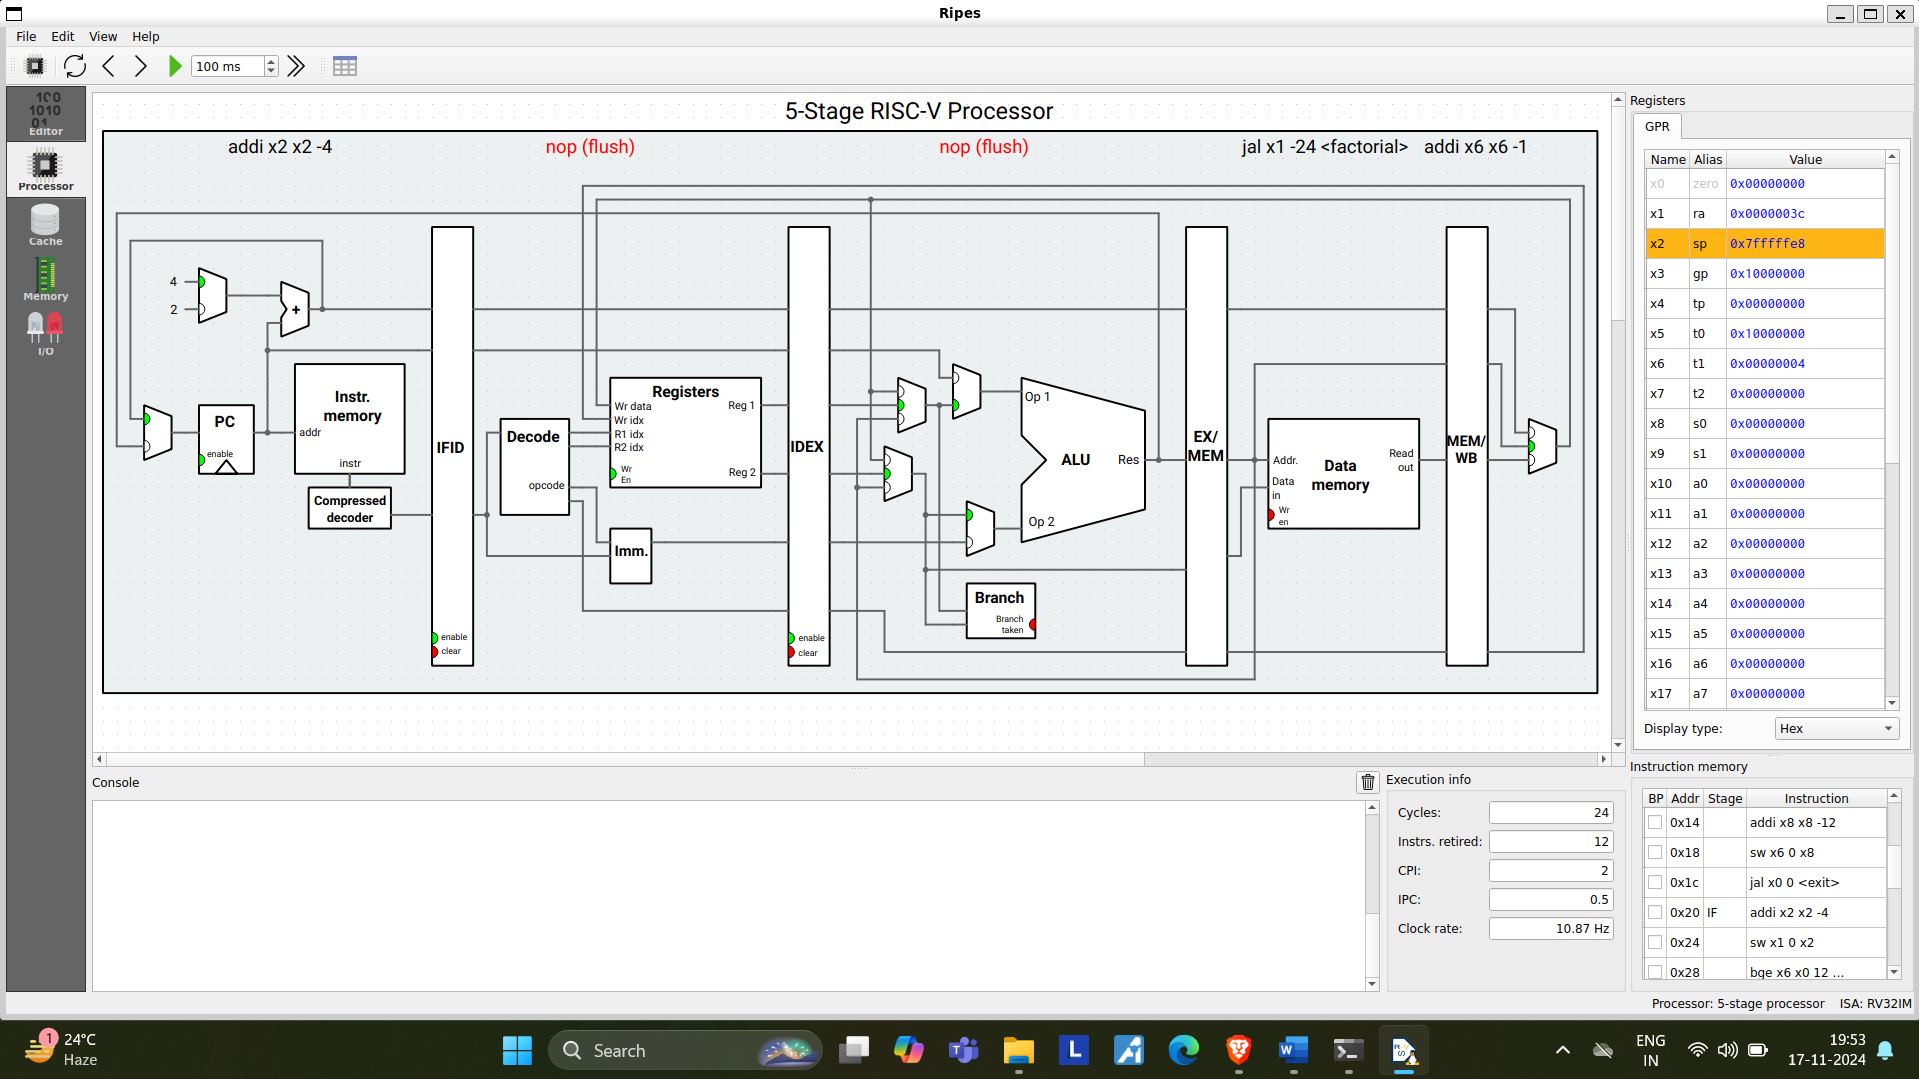 Ripes
File Edit View Help
100 ms
Editor
Processor
Cache
Memory
I/O
5-Stage RISC-V Processor
addi x2 x2 -4
nop (flush)
nop (flush)
jal x1 -24 <factorial>
addi x6 x6 -1
4
2
+
PC
enable
Instr. memory
addr
instr
Compressed decoder
IFID
enable
clear
Decode
opcode
Registers
Wr data
Wr idx
R1 idx
R2 idx
Wr En
Reg 1
Reg 2
Imm.
IDEX
enable
clear
Op 1
Op 2
ALU
Res
Branch
Branch taken
EX/ MEM
Addr.
Data in
Wr en
Data memory
Read out
MEM/ WB
Registers
GPR
Name Alias Value
x0 zero 0x00000000
x1 ra 0x0000003c
x2 sp 0x7fffffe8
x3 gp 0x10000000
x4 tp 0x00000000
x5 t0 0x10000000
x6 t1 0x00000004
x7 t2 0x00000000
x8 s0 0x00000000
x9 s1 0x00000000
x10 a0 0x00000000
x11 a1 0x00000000
x12 a2 0x00000000
x13 a3 0x00000000
x14 a4 0x00000000
x15 a5 0x00000000
x16 a6 0x00000000
x17 a7 0x00000000
Display type: Hex
Console
Execution info
Cycles: 24
Instrs. retired: 12
CPI: 2
IPC: 0.5
Clock rate: 10.87 Hz
Instruction memory
BP Addr Stage Instruction
0x14 addi x8 x8 -12
0x18 sw x6 0 x8
0x1c jal x0 0 <exit>
0x20 IF addi x2 x2 -4
0x24 sw x1 0 x2
0x28 bge x6 x0 12 ...
Processor: 5-stage processor ISA: RV32IM
1
24°C
Haze
Search
ENG
IN
19:53
17-11-2024